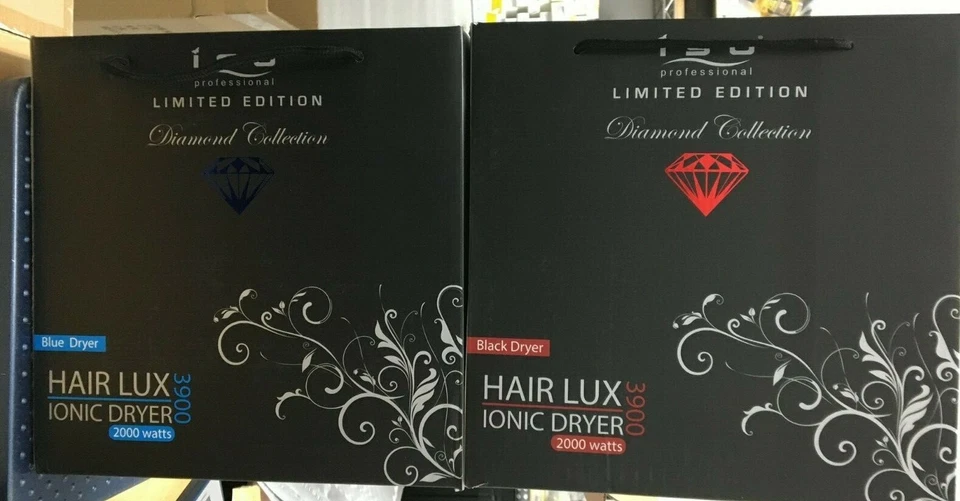 professional
LIMITED EDITION
Diamond Collection
Blue Dryer
HAIR LUX
IONIC DRYER
3900
2000 watts
professional
LIMITED EDITION
Diamond Collection
Black Dryer
HAIR LUX
IONIC DRYER
3900
2000 watts